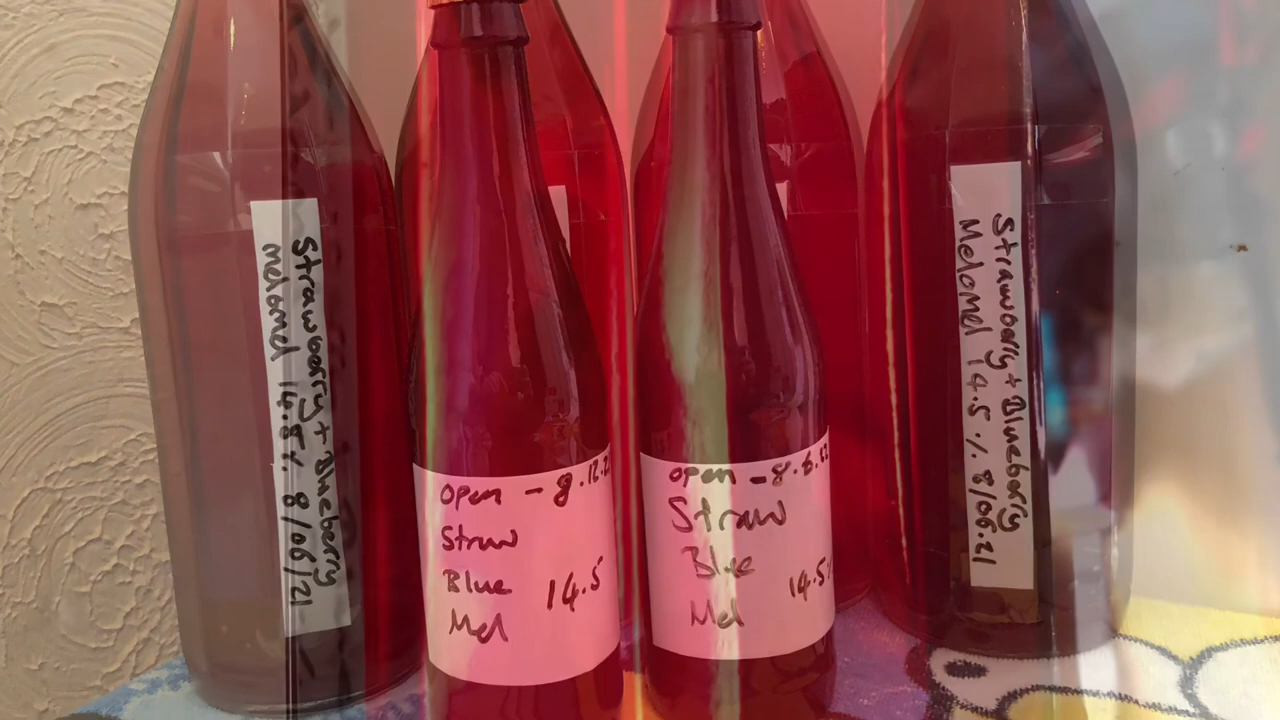 Strawberry + Blueberry
melomel 14.5% 8/06/21
Open - 8.12.2
Straw
Blue 14.5
Mel
open - 8.6.22
Straw
Blue 14.5%
Mel
Strawberry + Blueberry
Melomel 14.5 % 8/06.21